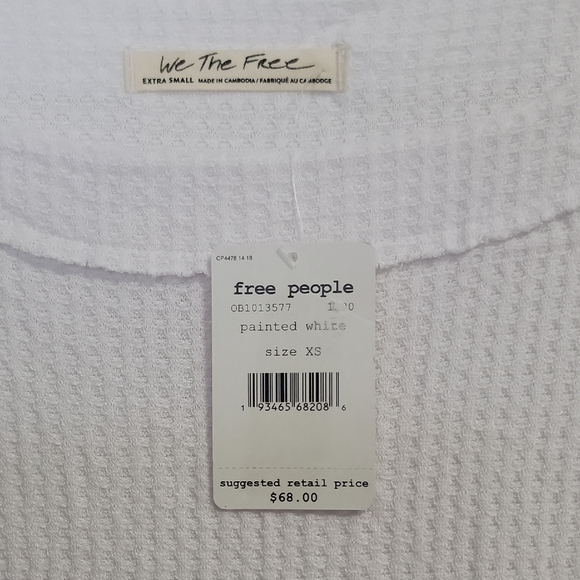 We The Free
EXTRA SMALL MADE IN CAMBODIA / FABRIQUÉ AU CAMBODGE
CP4478 14 18
free people
OB1013577
painted white
size XS
1 93465 68208 6
suggested retail price
$68.00